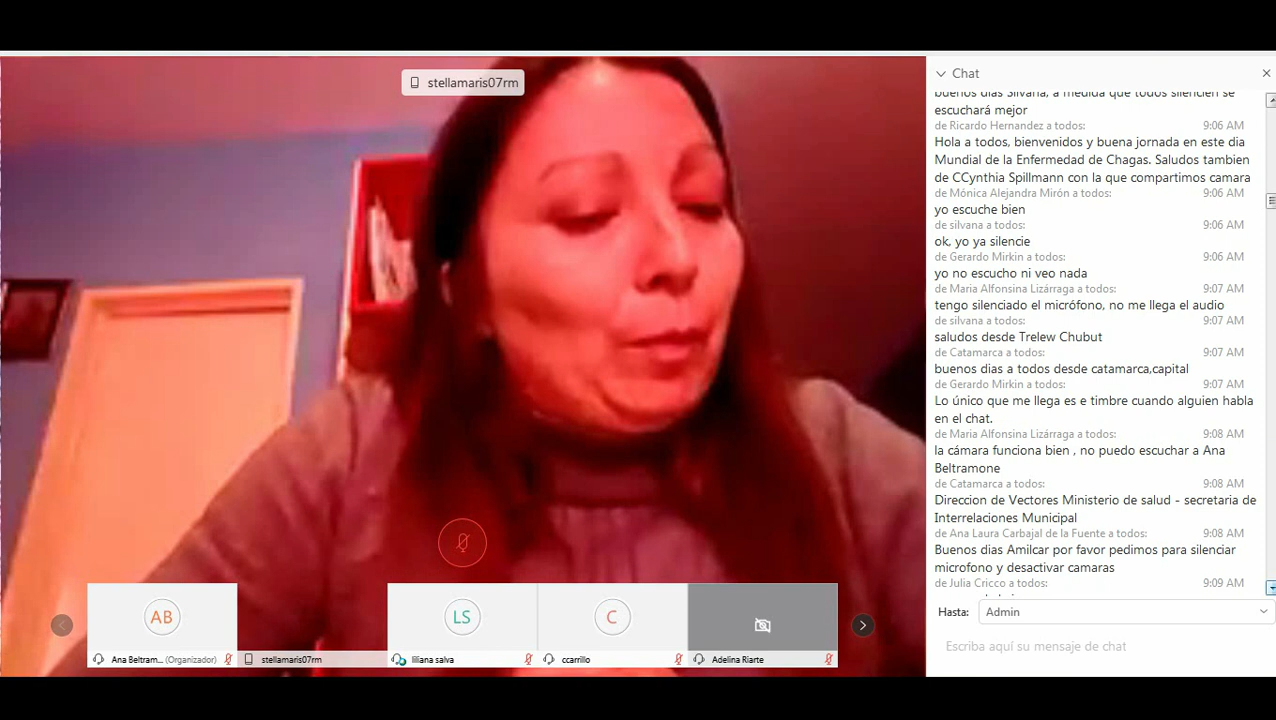 stellamaris07rm
AB
LS
C
Ana Beltram... (Organizador)
stellamaris07rm
liliana salva
ccarrillo
Adelina Riarte
Chat
buenos dias Silvana, a medida que todos silencien se
escuchará mejor
de Ricardo Hernandez a todos: 9:06 AM
Hola a todos, bienvenidos y buena jornada en este dia
Mundial de la Enfermedad de Chagas. Saludos tambien
de CCynthia Spillmann con la que compartimos camara
de Mónica Alejandra Mirón a todos: 9:06 AM
yo escuche bien
de silvana a todos: 9:06 AM
ok, yo ya silencie
de Gerardo Mirkin a todos: 9:06 AM
yo no escucho ni veo nada
de Maria Alfonsina Lizárraga a todos: 9:07 AM
tengo silenciado el micrófono, no me llega el audio
de silvana a todos: 9:07 AM
saludos desde Trelew Chubut
de Catamarca a todos: 9:07 AM
buenos dias a todos desde catamarca,capital
de Gerardo Mirkin a todos: 9:07 AM
Lo único que me llega es e timbre cuando alguien habla
en el chat.
de Maria Alfonsina Lizárraga a todos: 9:08 AM
la cámara funciona bien , no puedo escuchar a Ana
Beltramone
de Catamarca a todos: 9:08 AM
Direccion de Vectores Ministerio de salud - secretaria de
Interrelaciones Municipal
de Ana Laura Carbajal de la Fuente a todos: 9:08 AM
Buenos dias Amilcar por favor pedimos para silenciar
microfono y desactivar camaras
de Julia Cricco a todos: 9:09 AM
Hasta: Admin
Escriba aquí su mensaje de chat